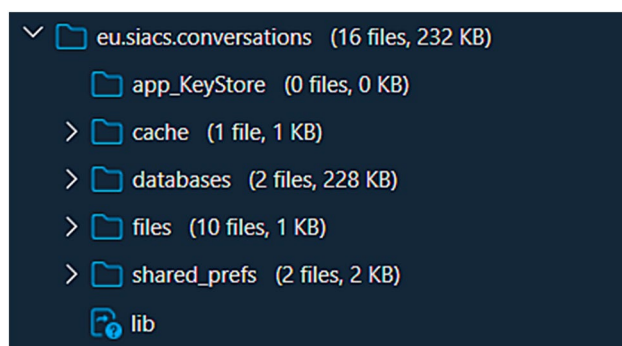 eu.siacs.conversations (16 files, 232 KB)
app_KeyStore (0 files, 0 KB)
cache (1 file, 1 KB)
databases (2 files, 228 KB)
files (10 files, 1 KB)
shared_prefs (2 files, 2 KB)
lib